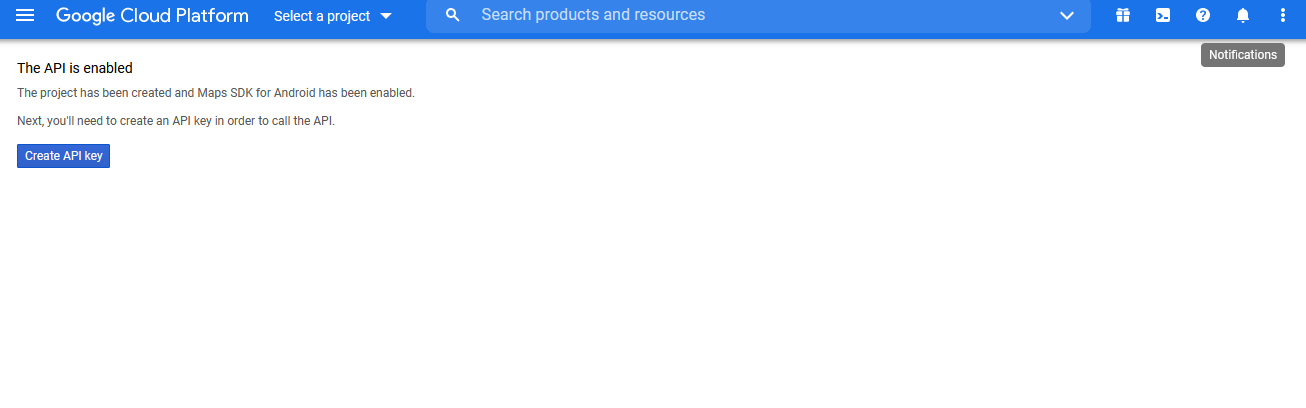 Google Cloud Platform Select a project Search products and resources
Notifications
The API is enabled
The project has been created and Maps SDK for Android has been enabled.
Next, you'll need to create an API key in order to call the API.
Create API key